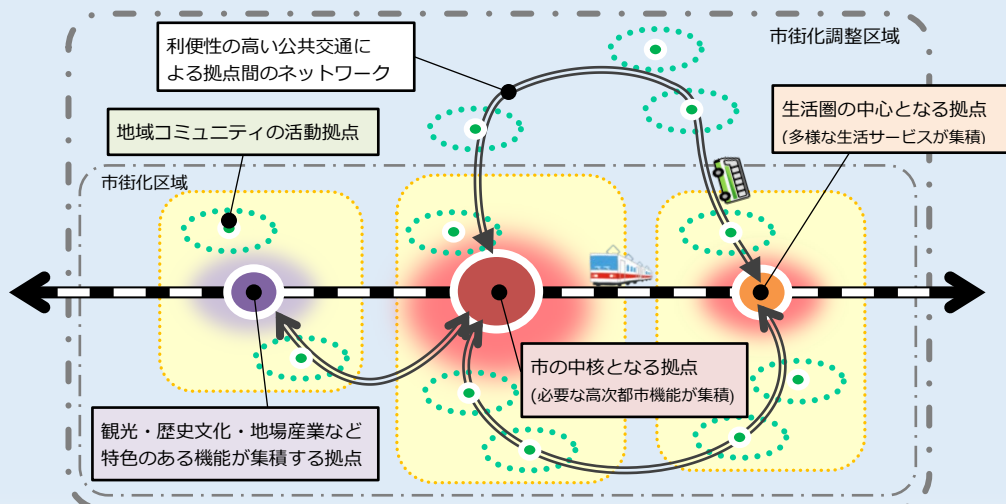 利便性の高い公共交通に
よる拠点間のネットワーク
市街化調整区域
生活圏の中心となる拠点
(多様な生活サービスが集積)
地域コミュニティの活動拠点
市街化区域
市の中核となる拠点
(必要な高次都市機能が集積)
観光・歴史文化・地場産業など
特色のある機能が集積する拠点